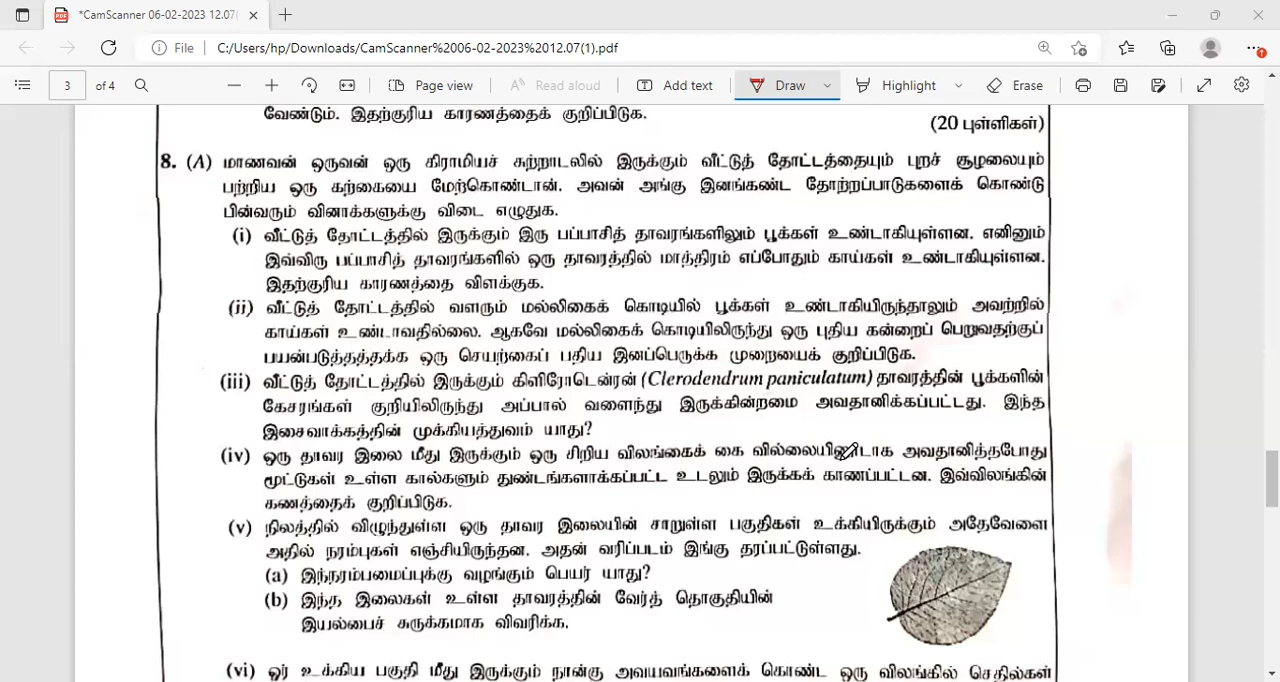 *CamScanner 06-02-2023 12.07(
File C:/Users/hp/Downloads/CamScanner%2006-02-2023%2012.07(1).pdf
3 of 4 Page view Read aloud Add text Draw Highlight Erase
வேண்டும். இதற்குரிய காரணத்தைக் குறிப்பிடுக.
(20 புள்ளிகள்)
8. (A) மாணவன் ஒருவன் ஒரு கிராமியச் சுற்றாடலில் இருக்கும் வீட்டுத் தோட்டத்தையும் புறச் சூழலையும்
பற்றிய ஒரு கற்கையை மேற்கொண்டான். அவன் அங்கு இனங்கண்ட தோற்றப்பாடுகளைக் கொண்டு
பின்வரும் வினாக்களுக்கு விடை எழுதுக.
(i) வீட்டுத் தோட்டத்தில் இருக்கும் இரு பப்பாசித் தாவரங்களிலும் பூக்கள் உண்டாகியுள்ளன. எனினும்
இவ்விரு பப்பாசித் தாவரங்களில் ஒரு தாவரத்தில் மாத்திரம் எப்போதும் காய்கள் உண்டாகியுள்ளன.
இதற்குரிய காரணத்தை விளக்குக.
(ii) வீட்டுத் தோட்டத்தில் வளரும் மல்லிகைக் கொடியில் பூக்கள் உண்டாகியிருந்தாலும் அவற்றில்
காய்கள் உண்டாவதில்லை. ஆகவே மல்லிகைக் கொடியிலிருந்து ஒரு புதிய கன்றைப் பெறுவதற்குப்
பயன்படுத்தத்தக்க ஒரு செயற்கைப் பதிய இனப்பெருக்க முறையைக் குறிப்பிடுக.
(iii) வீட்டுத் தோட்டத்தில் இருக்கும் கிளிரோடென்ரன் (Clerodendrum paniculatum) தாவரத்தின் பூக்களின்
கேசரங்கள் குறியிலிருந்து அப்பால் வளைந்து இருக்கின்றமை அவதானிக்கப்பட்டது. இந்த
இசைவாக்கத்தின் முக்கியத்துவம் யாது?
(iv) ஒரு தாவர இலை மீது இருக்கும் ஒரு சிறிய விலங்கைக் கை வில்லையினூடாக அவதானித்தபோது
மூட்டுகள் உள்ள கால்களும் துண்டங்களாக்கப்பட்ட உடலும் இருக்கக் காணப்பட்டன. இவ்விலங்கின்
கணத்தைக் குறிப்பிடுக.
(v) நிலத்தில் விழுந்துள்ள ஒரு தாவர இலையின் சாறுள்ள பகுதிகள் உக்கியிருக்கும் அதேவேளை
அதில் நரம்புகள் எஞ்சியிருந்தன. அதன் வரிப்படம் இங்கு தரப்பட்டுள்ளது.
(a) இந்நரம்பமைப்புக்கு வழங்கும் பெயர் யாது?
(b) இந்த இலைகள் உள்ள தாவரத்தின் வேர்த் தொகுதியின்
இயல்பைச் சுருக்கமாக விவரிக்க.
(vi) ஓர் உக்கிய பகுதி மீது இருக்கும் நான்கு அவயவங்களைக் கொண்ட ஒரு விலங்கில் செதில்கள்